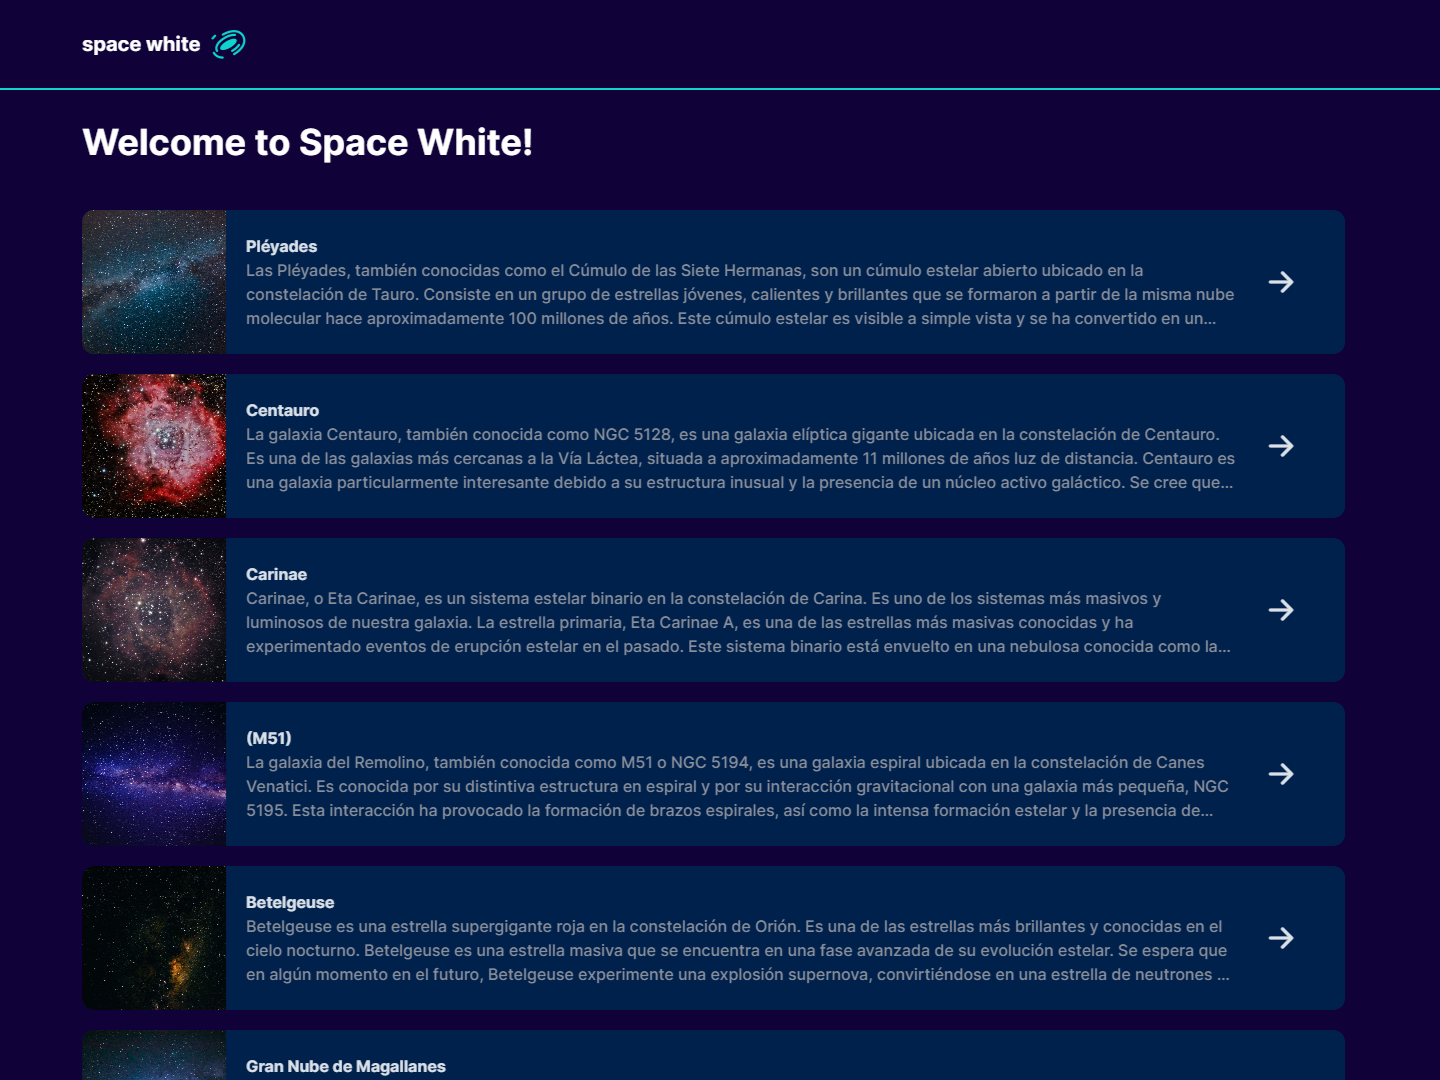 space white
Welcome to Space White!
Pléyades
Las Pléyades, también conocidas como el Cúmulo de las Siete Hermanas, son un cúmulo estelar abierto ubicado en la
constelación de Tauro. Consiste en un grupo de estrellas jóvenes, calientes y brillantes que se formaron a partir de la misma nube
molecular hace aproximadamente 100 millones de años. Este cúmulo estelar es visible a simple vista y se ha convertido en un...
Centauro
La galaxia Centauro, también conocida como NGC 5128, es una galaxia elíptica gigante ubicada en la constelación de Centauro.
Es una de las galaxias más cercanas a la Vía Láctea, situada a aproximadamente 11 millones de años luz de distancia. Centauro es
una galaxia particularmente interesante debido a su estructura inusual y la presencia de un núcleo activo galáctico. Se cree que...
Carinae
Carinae, o Eta Carinae, es un sistema estelar binario en la constelación de Carina. Es uno de los sistemas más masivos y
luminosos de nuestra galaxia. La estrella primaria, Eta Carinae A, es una de las estrellas más masivas conocidas y ha
experimentado eventos de erupción estelar en el pasado. Este sistema binario está envuelto en una nebulosa conocida como la...
(M51)
La galaxia del Remolino, también conocida como M51 o NGC 5194, es una galaxia espiral ubicada en la constelación de Canes
Venatici. Es conocida por su distintiva estructura en espiral y por su interacción gravitacional con una galaxia más pequeña, NGC
5195. Esta interacción ha provocado la formación de brazos espirales, así como la intensa formación estelar y la presencia de...
Betelgeuse
Betelgeuse es una estrella supergigante roja en la constelación de Orión. Es una de las estrellas más brillantes y conocidas en el
cielo nocturno. Betelgeuse es una estrella masiva que se encuentra en una fase avanzada de su evolución estelar. Se espera que
en algún momento en el futuro, Betelgeuse experimente una explosión supernova, convirtiéndose en una estrella de neutrones ...
Gran Nube de Magallanes